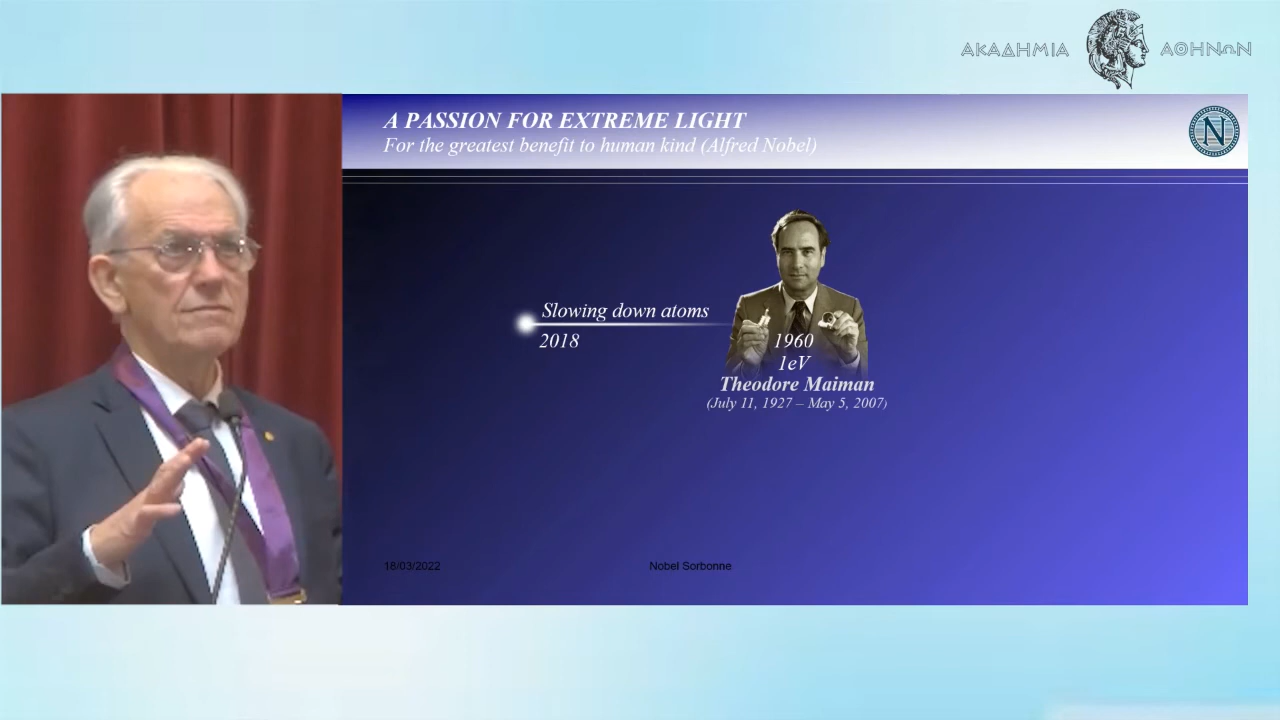 ΑΚΑΔΗΜΙΑ ΑΘΗΝΩΝ
A PASSION FOR EXTREME LIGHT
For the greatest benefit to human kind (Alfred Nobel)
N
Slowing down atoms
2018
1960
1eV
Theodore Maiman
(July 11, 1927 – May 5, 2007)
18/03/2022
Nobel Sorbonne